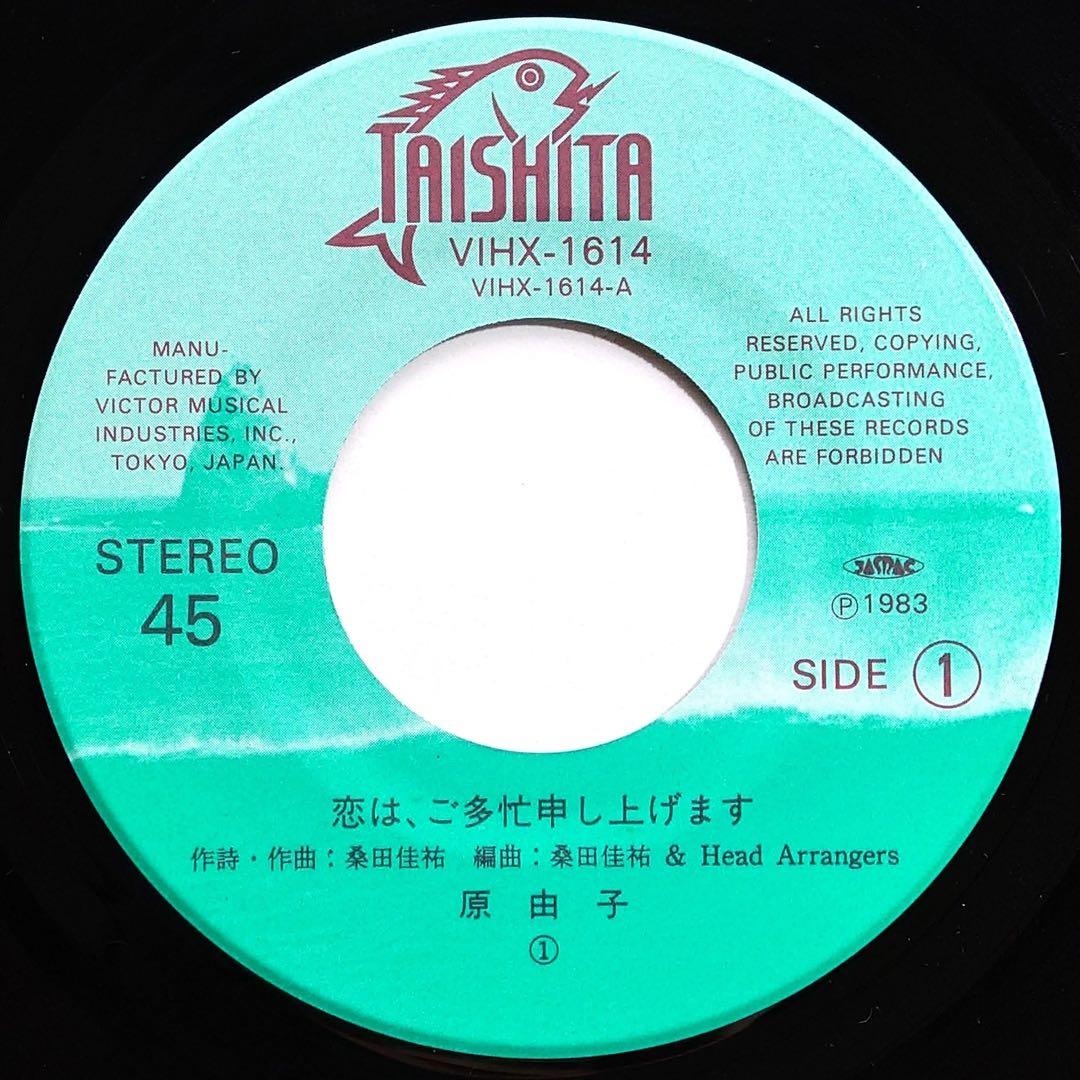 TAISHITA
VIHX-1614
VIHX-1614-A
MANU-
FACTURED BY
VICTOR MUSICAL
INDUSTRIES, INC.,
TOKYO, JAPAN.
ALL RIGHTS
RESERVED, COPYING,
PUBLIC PERFORMANCE,
BROADCASTING
OF THESE RECORDS
ARE FORBIDDEN
STEREO
45
JASRAC
Ⓟ1983
SIDE ①
恋は、ご多忙申し上げます
作詩・作曲：桑田佳祐 編曲：桑田佳祐 & Head Arrangers
原 由 子
①